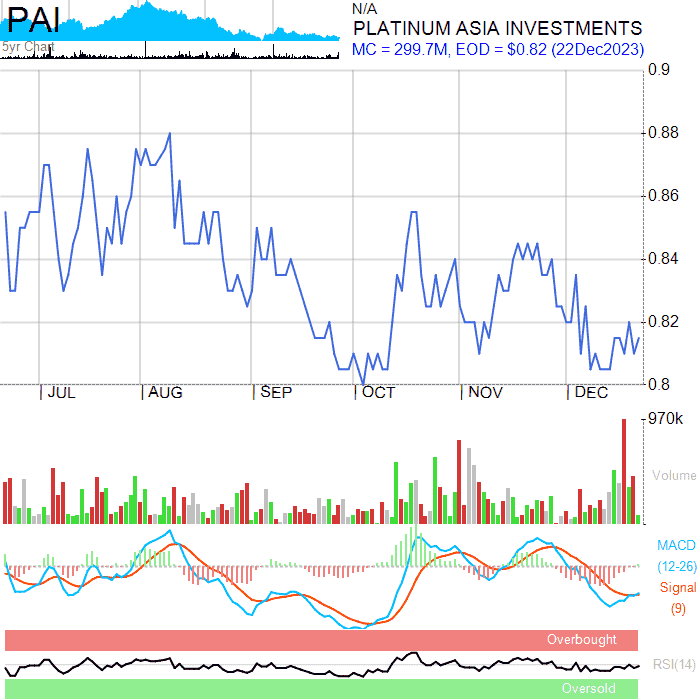 PAI
5yr Chart
N/A
PLATINUM ASIA INVESTMENTS
MC = 299.7M, EOD = $0.82 (22Dec2023)
0.9
0.88
0.86
0.84
0.82
0.8
| JUL | AUG | SEP | OCT | NOV | DEC
970k
Volume
MACD
(12-26)
Signal
(9)
Overbought
RSI(14)
Oversold